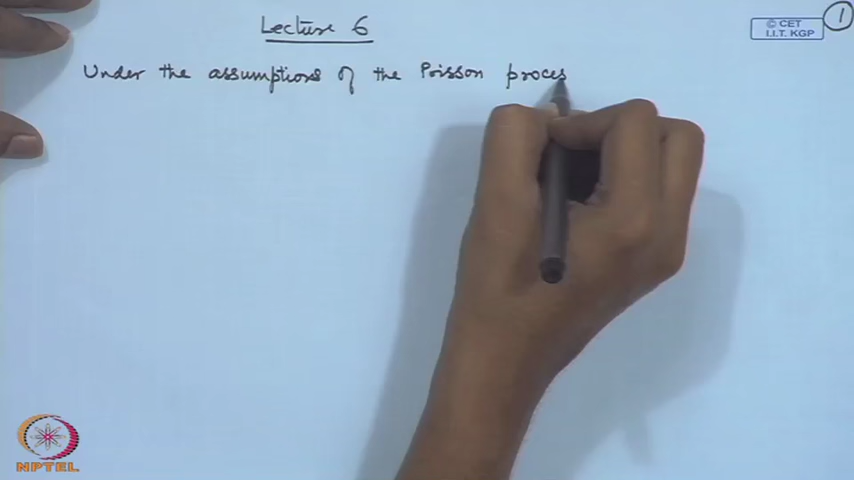 Lecture 6
© CET
I.I.T. KGP
1
Under the assumptions of the Poisson proces
NPTEL